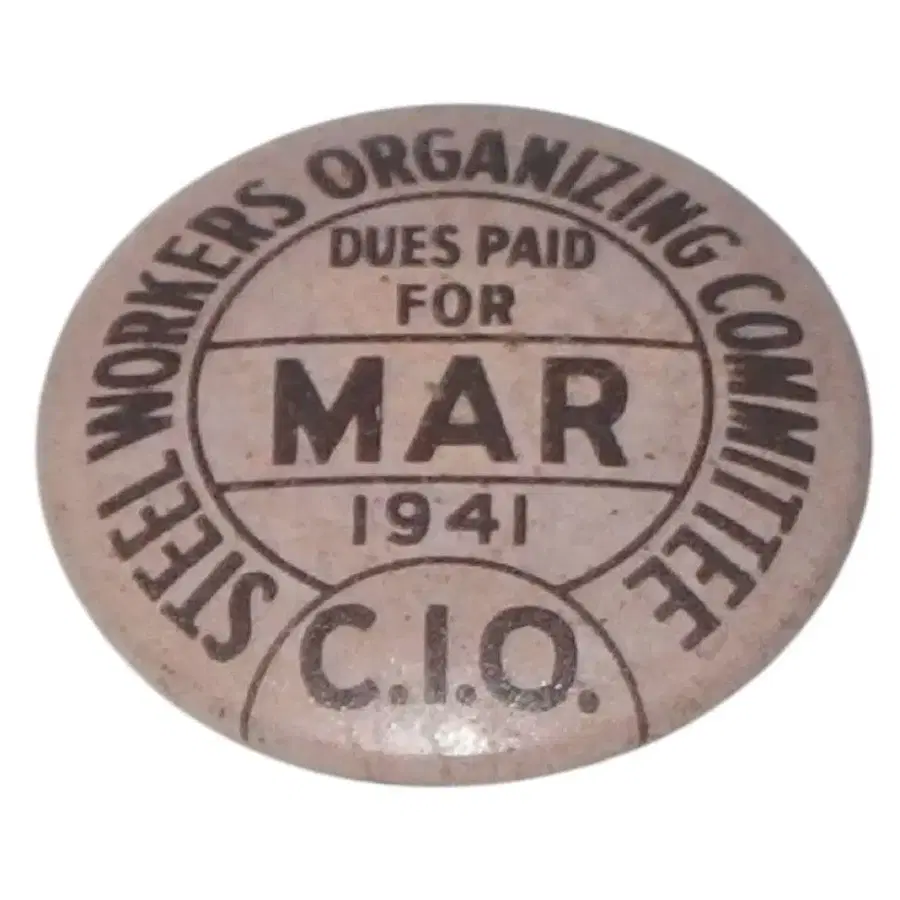 STEEL WORKERS ORGANIZING COMMITTEE
DUES PAID
FOR
MAR
1941
C.I.O.